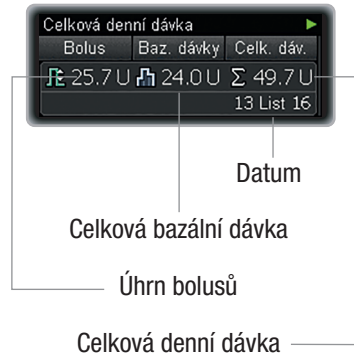 Celková denní dávka
Bolus Baz. dávky Celk. dáv.
25.7 U 24.0 U Σ 49.7 U
13 List 16
Datum
Celková bazální dávka
Úhrn bolusů
Celková denní dávka